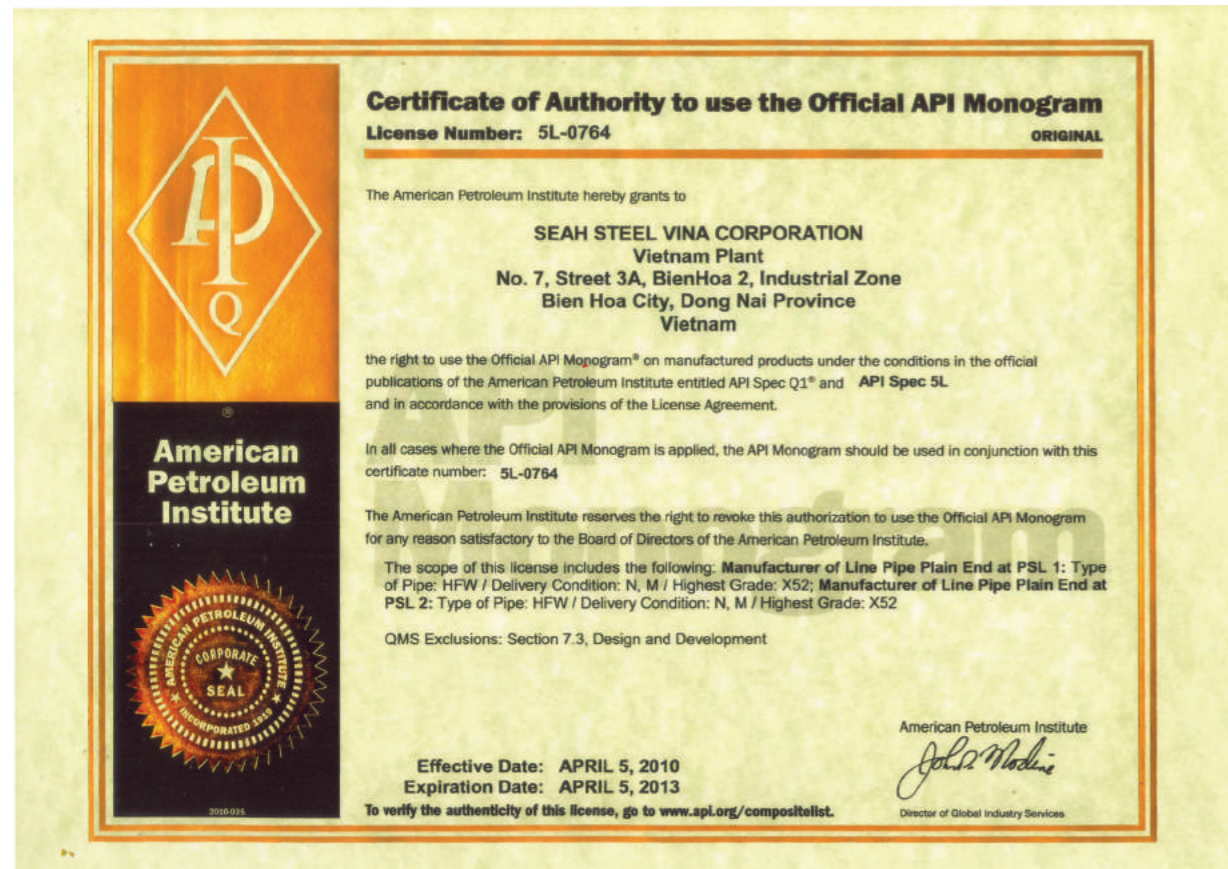 Certificate of Authority to use the Official API Monogram
License Number: 5L-0764
ORIGINAL
The American Petroleum Institute hereby grants to
SEAH STEEL VINA CORPORATION
Vietnam Plant
No. 7, Street 3A, BienHoa 2, Industrial Zone
Bien Hoa City, Dong Nai Province
Vietnam
the right to use the Official API Monogram® on manufactured products under the conditions in the official
publications of the American Petroleum Institute entitled API Spec Q1® and API Spec 5L
and in accordance with the provisions of the License Agreement.
In all cases where the Official API Monogram is applied, the API Monogram should be used in conjunction with this
certificate number: 5L-0764
The American Petroleum Institute reserves the right to revoke this authorization to use the Official API Monogram
for any reason satisfactory to the Board of Directors of the American Petroleum Institute.
The scope of this license includes the following: Manufacturer of Line Pipe Plain End at PSL 1: Type
of Pipe: HFW / Delivery Condition: N, M / Highest Grade: X52; Manufacturer of Line Pipe Plain End at
PSL 2: Type of Pipe: HFW / Delivery Condition: N, M / Highest Grade: X52
QMS Exclusions: Section 7.3, Design and Development
Effective Date: APRIL 5, 2010
Expiration Date: APRIL 5, 2013
To verify the authenticity of this license, go to www.api.org/compositelist.
American Petroleum Institute
John Modine
Director of Global Industry Services
API
Monogram
API
Q
®
American
Petroleum
Institute
AMERICAN PETROLEUM INSTITUTE
CORPORATE
SEAL
INCORPORATED 1919
2010-035